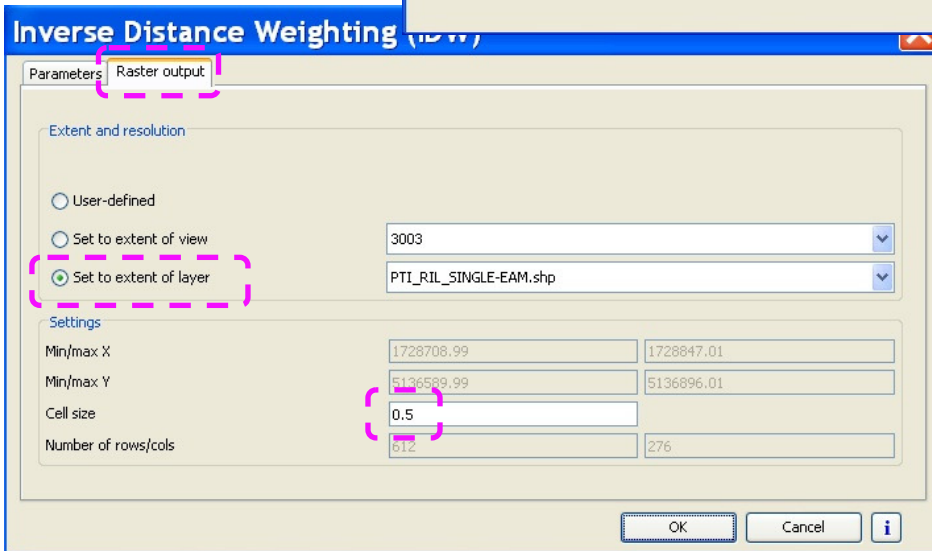 Inverse Distance Weighting (IDW)
Parameters Raster output
Extent and resolution
User-defined
Set to extent of view 3003
Set to extent of layer PTI_RIL_SINGLE-EAM.shp
Settings
Min/max X 1728708.99 1728847.01
Min/max Y 5136589.99 5136896.01
Cell size 0.5
Number of rows/cols 612 276
OK Cancel i